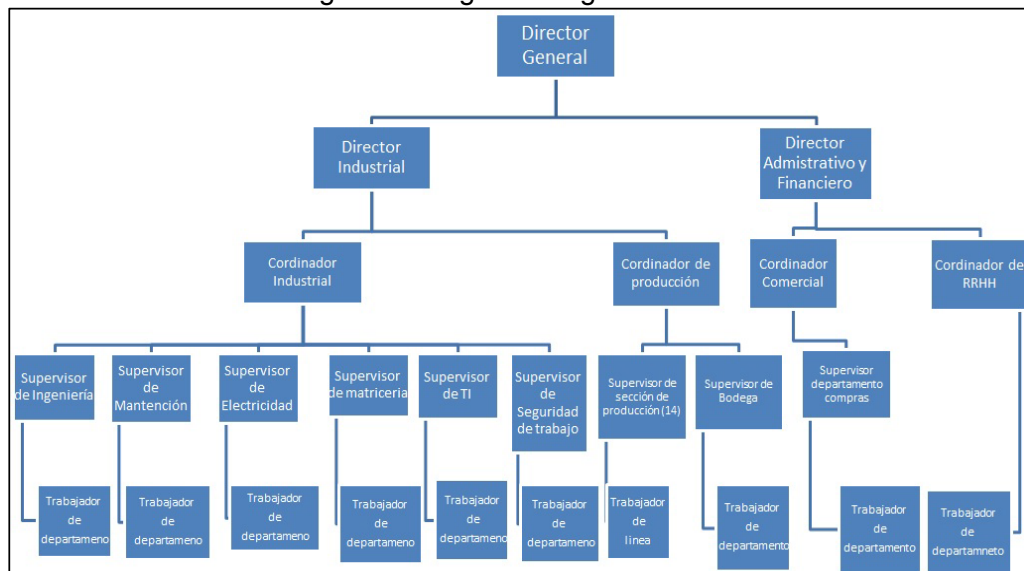 Director
General
Director
Industrial
Director
Admistrativo y
Financiero
Cordinador
Industrial
Cordinador de
producción
Cordinador
Comercial
Cordinador de
RRHH
Supervisor
de Ingeniería
Supervisor
de
Mantención
Supervisor
de
Electricidad
Supervisor
de matriceria
Supervisor
de TI
Supervisor
de
Seguridad
de trabajo
Supervisor de
sección de
producción (14)
Supervisor de
Bodega
Supervisor
departamento
compras
Trabajador
de
departameno
Trabajador
de
departameno
Trabajador
de
departameno
Trabajador
de
departameno
Trabajador
de
departameno
Trabajador
de
departameno
Trabajador
de
linea
Trabajador
de
departamento
Trabajador
de
departamento
Trabajador
de
departamneto